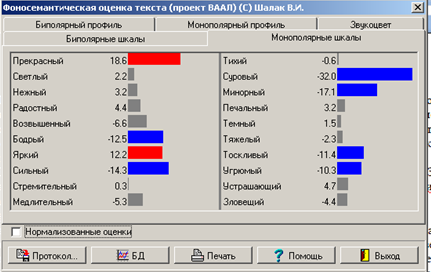 Фоносемантическая оценка текста (проект ВААЛ) (С) Шалак В.И.
Биполярный профиль Монополярный профиль Звукоцвет
Биполярные шкалы Монополярные шкалы
Прекрасный 18.6
Светлый 2.2
Нежный 3.2
Радостный 4.4
Возвышенный -6.6
Бодрый -12.5
Яркий 12.2
Сильный -14.3
Стремительный 0.3
Медлительный -5.3
Тихий -0.6
Суровый -32.0
Минорный -17.1
Печальный 3.2
Темный 1.5
Тяжелый -2.3
Тоскливый -11.4
Угрюмый -10.3
Устрашающий 4.7
Зловещий -4.4
Нормализованные оценки
Протокол... БД Печать ? Помощь Выход